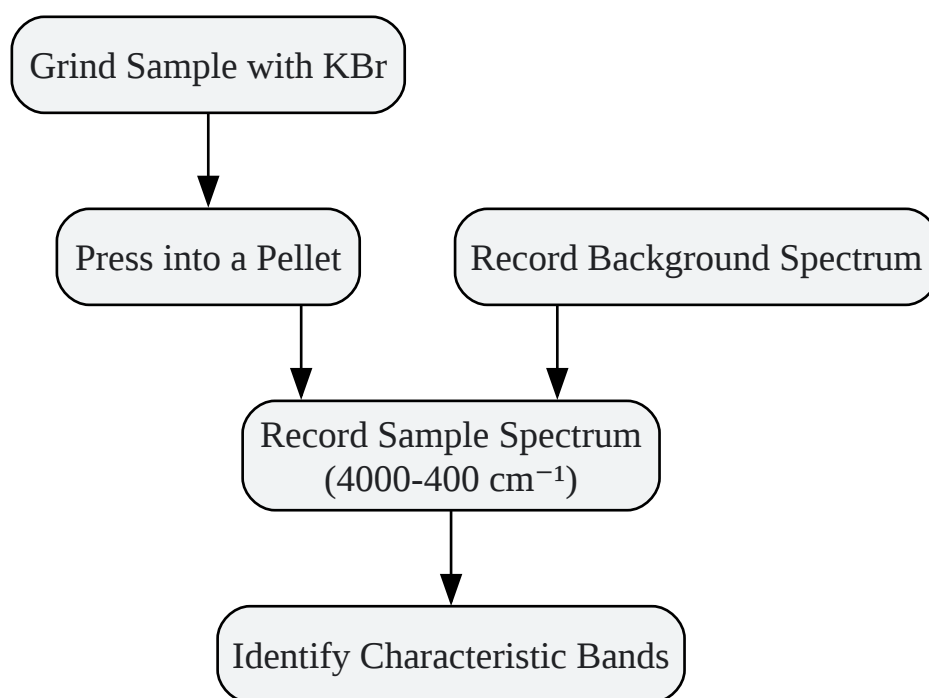 Grind Sample with KBr
Press into a Pellet
Record Background Spectrum
Record Sample Spectrum
(4000-400 cm⁻¹)
Identify Characteristic Bands